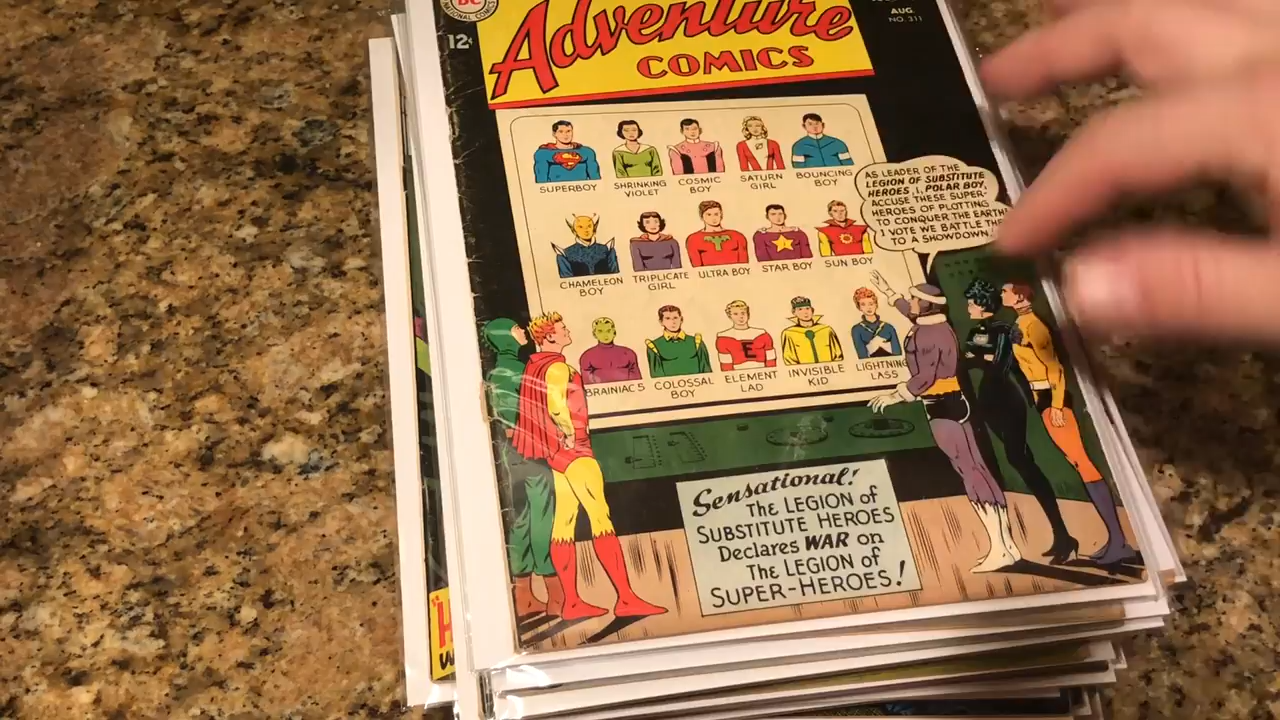 DC
NATIONAL COMICS
12¢
Adventure
COMICS
AUG.
NO. 311
SUPERBOY
SHRINKING
VIOLET
COSMIC
BOY
SATURN
GIRL
BOUNCING
BOY
AS LEADER OF THE
LEGION OF SUBSTITUTE
HEROES, I, POLAR BOY,
ACCUSE THESE SUPER-
HEROES OF PLOTTING
TO CONQUER THE EARTH!
I VOTE WE BATTLE
TO A SHOWDOWN!
CHAMELEON
BOY
TRIPLICATE
GIRL
ULTRA BOY
STAR BOY
SUN BOY
BRAINIAC 5
COLOSSAL
BOY
ELEMENT
LAD
INVISIBLE
KID
LIGHTNING
LASS
E
Sensational!
THE LEGION of
SUBSTITUTE HEROES
Declares WAR on
THE LEGION OF
SUPER-HEROES!